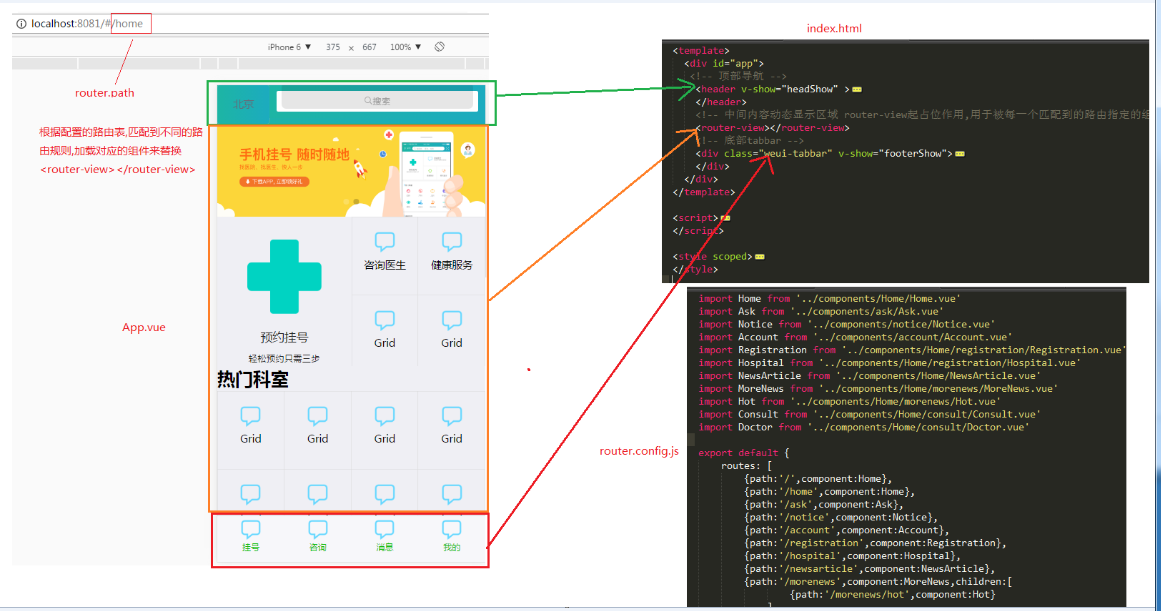 localhost:8081/#/home
iPhone 6 ▼ 375 × 667 100% ▼
router.path
根据配置的路由表,匹配到不同的路
由规则,加载对应的组件来替换
<router-view></router-view>
App.vue
北京
搜索
手机挂号 随时随地
下载APP,立即领好礼
咨询医生
健康服务
预约挂号
轻松预约只需三步
Grid
Grid
热门科室
Grid
Grid
Grid
Grid
挂号
咨询
消息
我的
index.html
<template>
<div id="app">
<!-- 顶部导航 -->
<header v-show="headShow" >
</header>
<!-- 中间内容动态显示区域 router-view起占位作用,用于被每一个匹配到的路由指定的组
<router-view></router-view>
<!-- 底部tabbar -->
<div class="weui-tabbar" v-show="footerShow">
</div>
</div>
</template>
<script>
</script>
<style scoped>
</style>
router.config.js
import Home from '../components/Home/Home.vue'
import Ask from '../components/ask/Ask.vue'
import Notice from '../components/notice/Notice.vue'
import Account from '../components/account/Account.vue'
import Registration from '../components/Home/registration/Registration.vue'
import Hospital from '../components/Home/registration/Hospital.vue'
import NewsArticle from '../components/Home/NewsArticle.vue'
import MoreNews from '../components/Home/morenews/MoreNews.vue'
import Hot from '../components/Home/morenews/Hot.vue'
import Consult from '../components/Home/consult/Consult.vue'
import Doctor from '../components/Home/consult/Doctor.vue'
export default {
routes: [
{path:'/',component:Home},
{path:'/home',component:Home},
{path:'/ask',component:Ask},
{path:'/notice',component:Notice},
{path:'/account',component:Account},
{path:'/registration',component:Registration},
{path:'/hospital',component:Hospital},
{path:'/newsarticle',component:NewsArticle},
{path:'/morenews',component:MoreNews,children:[
{path:'/morenews/hot',component:Hot}